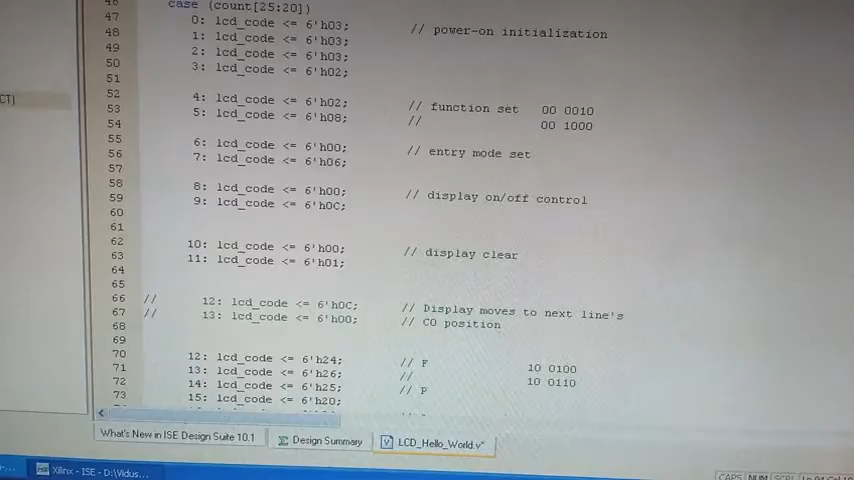 case (count[25:20])
47 0: lcd_code <= 6'h03; // power-on initialization
48 1: lcd_code <= 6'h03;
49 2: lcd_code <= 6'h03;
50 3: lcd_code <= 6'h02;
51
52 4: lcd_code <= 6'h02; // function set 00 0010
53 5: lcd_code <= 6'h08; // 00 1000
54
55 6: lcd_code <= 6'h00; // entry mode set
56 7: lcd_code <= 6'h06;
57
58 8: lcd_code <= 6'h00; // display on/off control
59 9: lcd_code <= 6'h0C;
60
61
62 10: lcd_code <= 6'h00; // display clear
63 11: lcd_code <= 6'h01;
64
65
66 // 12: lcd_code <= 6'h0C; // Display moves to next line's
67 // 13: lcd_code <= 6'h00; // CO position
68
69
70 12: lcd_code <= 6'h24; // F 10 0100
71 13: lcd_code <= 6'h26; // 10 0110
72 14: lcd_code <= 6'h25; // P
73 15: lcd_code <= 6'h20;
CT)
What's New in ISE Design Suite 10.1 Design Summary LCD_Hello_World.v*
Xilinx - ISE - D:\Vidus...
CAPS NUM SCRL